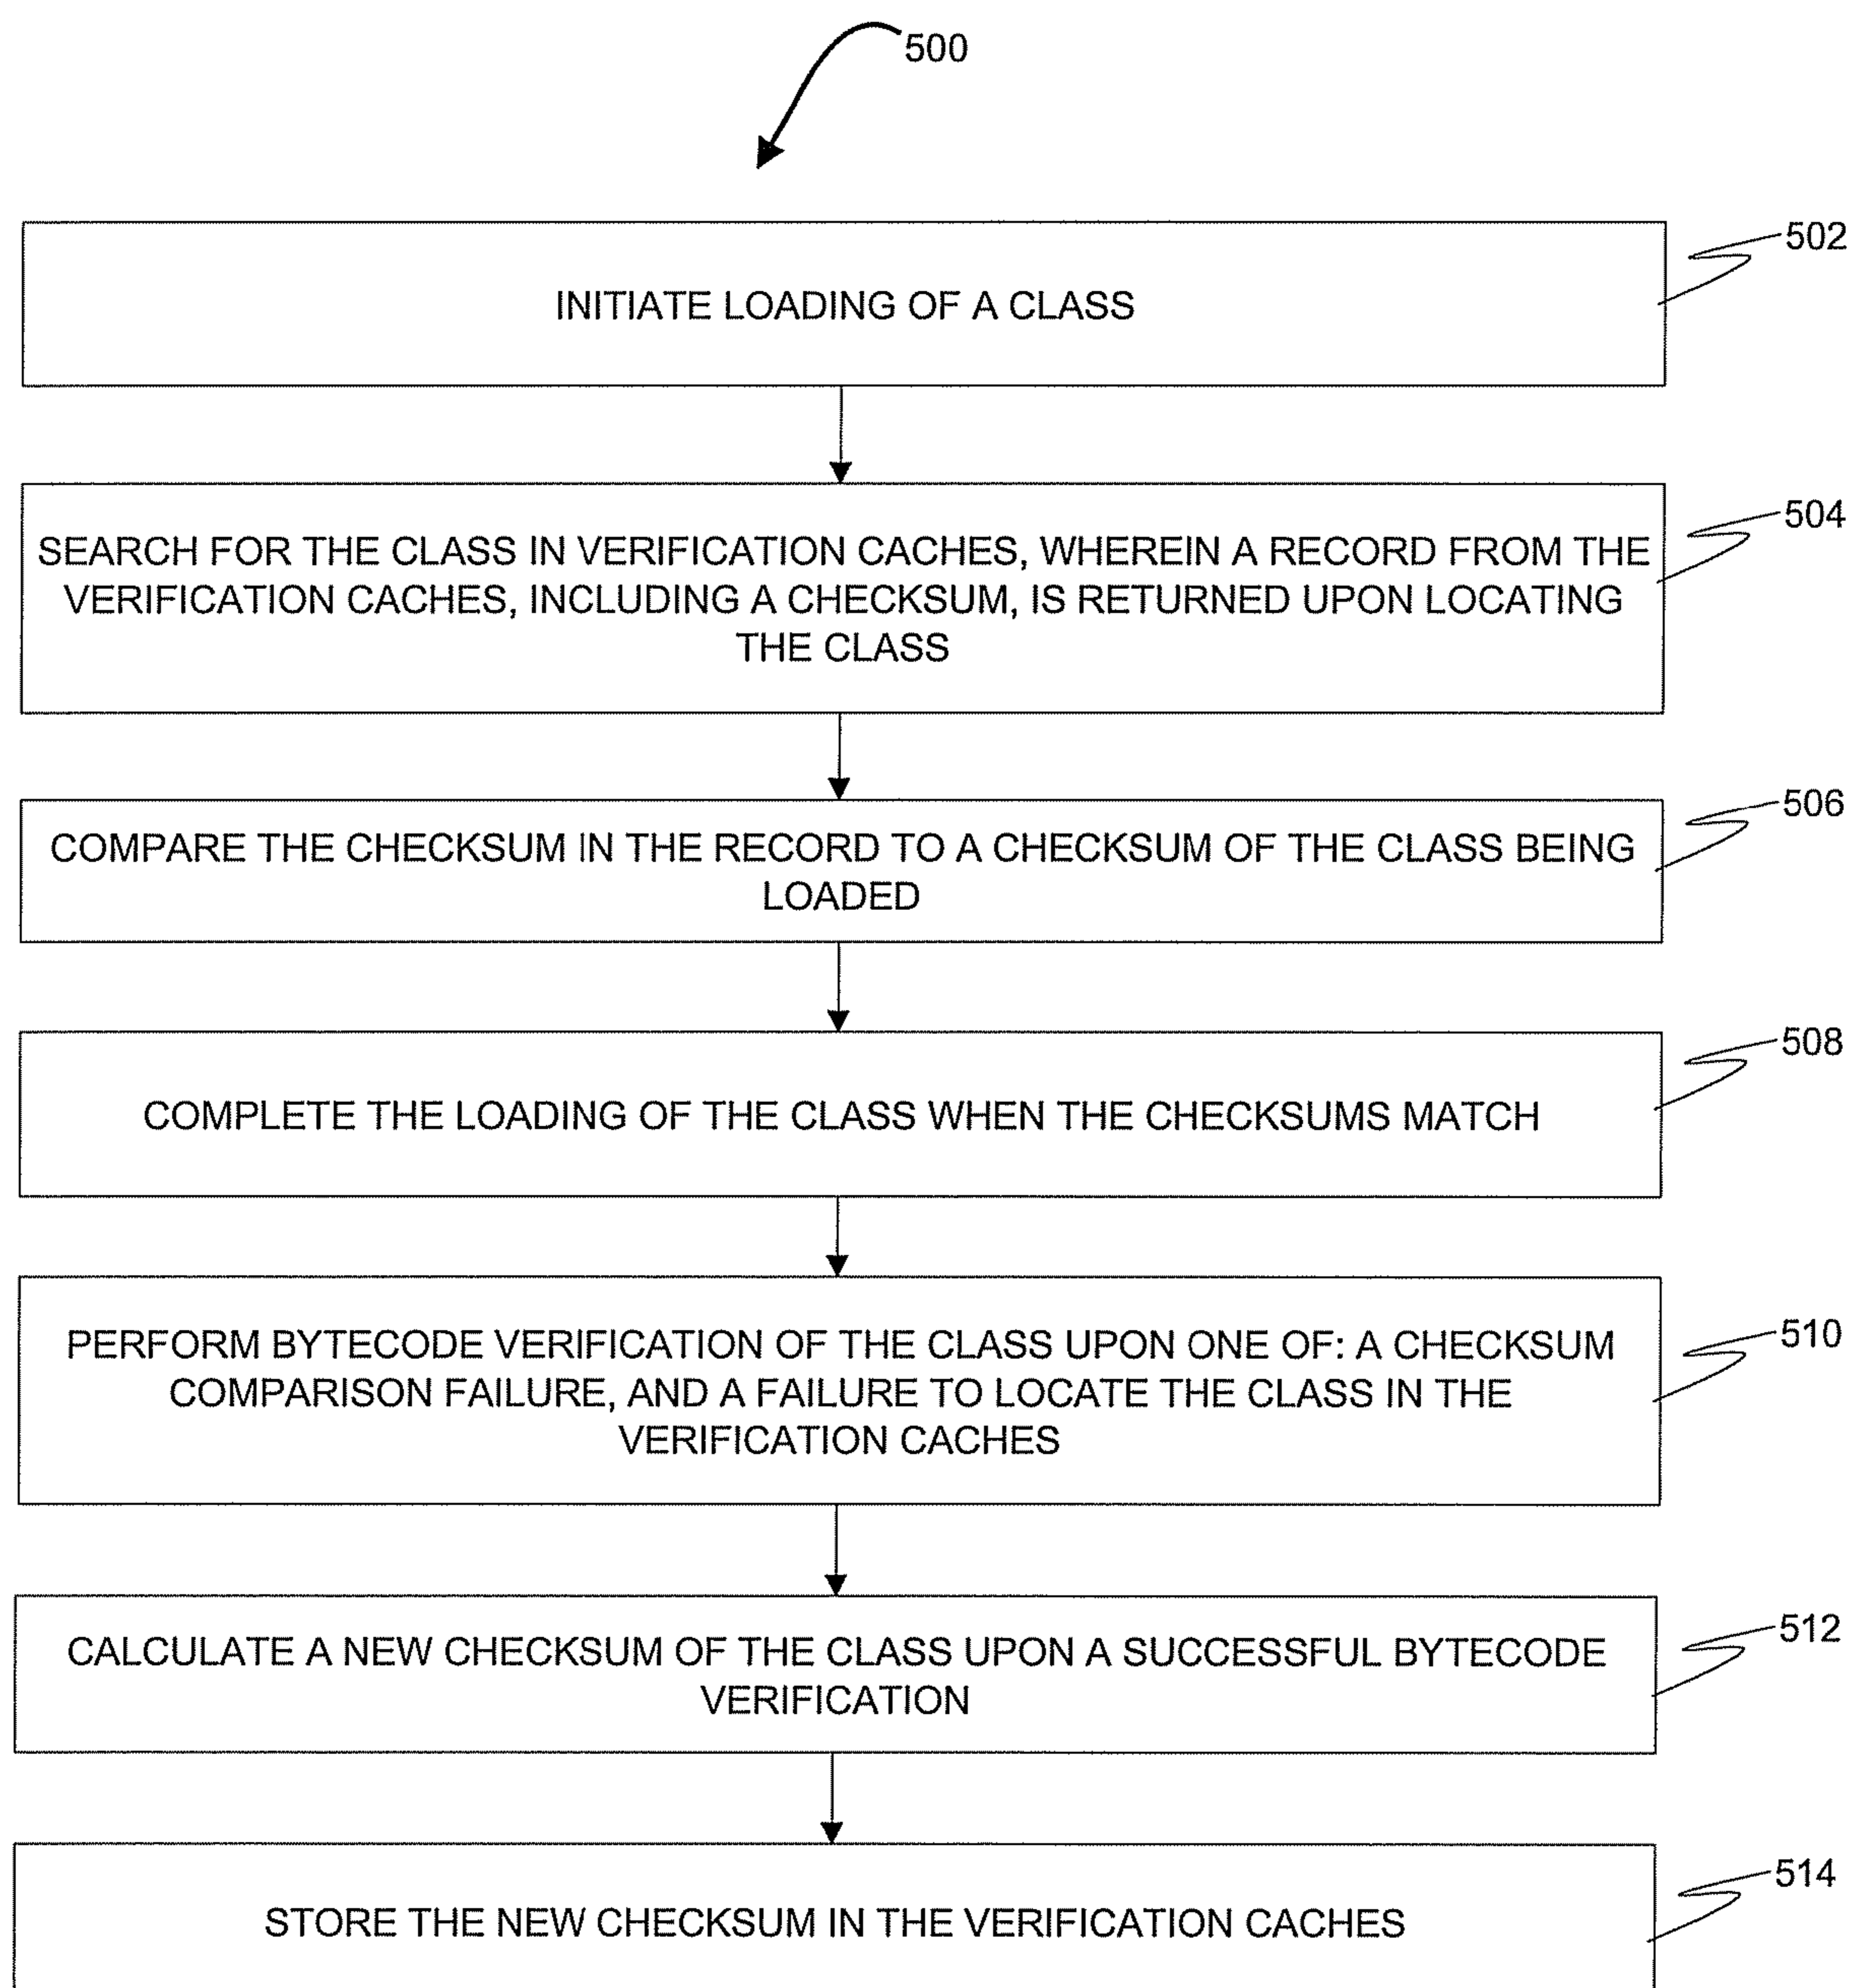 500
502
INITIATE LOADING OF A CLASS
504
SEARCH FOR THE CLASS IN VERIFICATION CACHES, WHEREIN A RECORD FROM THE
VERIFICATION CACHES, INCLUDING A CHECKSUM, IS RETURNED UPON LOCATING
THE CLASS
506
COMPARE THE CHECKSUM IN THE RECORD TO A CHECKSUM OF THE CLASS BEING
LOADED
508
COMPLETE THE LOADING OF THE CLASS WHEN THE CHECKSUMS MATCH
510
PERFORM BYTECODE VERIFICATION OF THE CLASS UPON ONE OF: A CHECKSUM
COMPARISON FAILURE, AND A FAILURE TO LOCATE THE CLASS IN THE
VERIFICATION CACHES
512
CALCULATE A NEW CHECKSUM OF THE CLASS UPON A SUCCESSFUL BYTECODE
VERIFICATION
514
STORE THE NEW CHECKSUM IN THE VERIFICATION CACHES